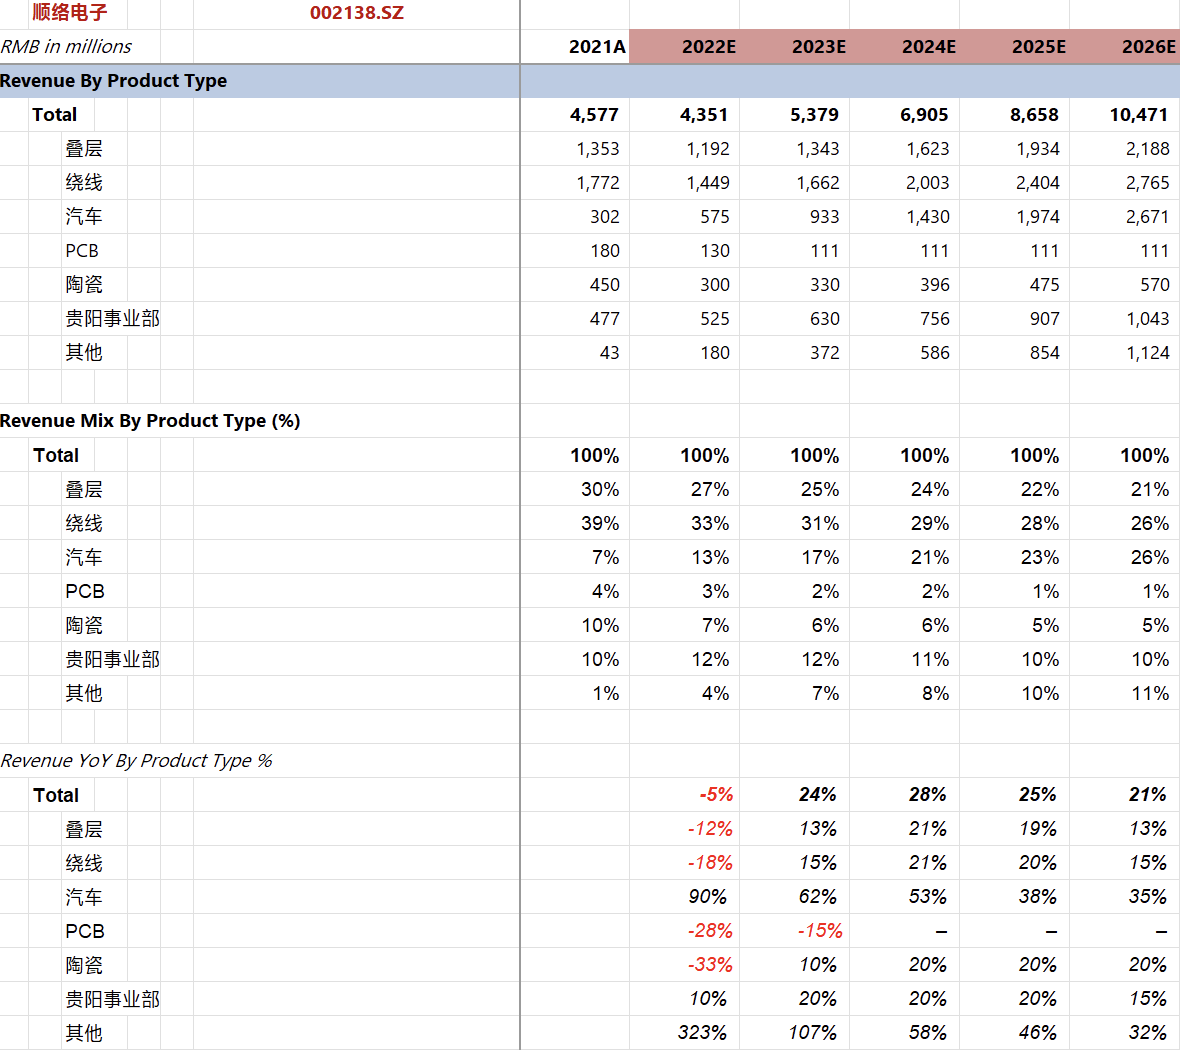 顺络电子 002138.SZ
RMB in millions 2021A 2022E 2023E 2024E 2025E 2026E
Revenue By Product Type
Total 4,577 4,351 5,379 6,905 8,658 10,471
叠层 1,353 1,192 1,343 1,623 1,934 2,188
绕线 1,772 1,449 1,662 2,003 2,404 2,765
汽车 302 575 933 1,430 1,974 2,671
PCB 180 130 111 111 111 111
陶瓷 450 300 330 396 475 570
贵阳事业部 477 525 630 756 907 1,043
其他 43 180 372 586 854 1,124
Revenue Mix By Product Type (%)
Total 100% 100% 100% 100% 100% 100%
叠层 30% 27% 25% 24% 22% 21%
绕线 39% 33% 31% 29% 28% 26%
汽车 7% 13% 17% 21% 23% 26%
PCB 4% 3% 2% 2% 1% 1%
陶瓷 10% 7% 6% 6% 5% 5%
贵阳事业部 10% 12% 12% 11% 10% 10%
其他 1% 4% 7% 8% 10% 11%
Revenue YoY By Product Type %
Total -5% 24% 28% 25% 21%
叠层 -12% 13% 21% 19% 13%
绕线 -18% 15% 21% 20% 15%
汽车 90% 62% 53% 38% 35%
PCB -28% -15% – – –
陶瓷 -33% 10% 20% 20% 20%
贵阳事业部 10% 20% 20% 20% 15%
其他 323% 107% 58% 46% 32%